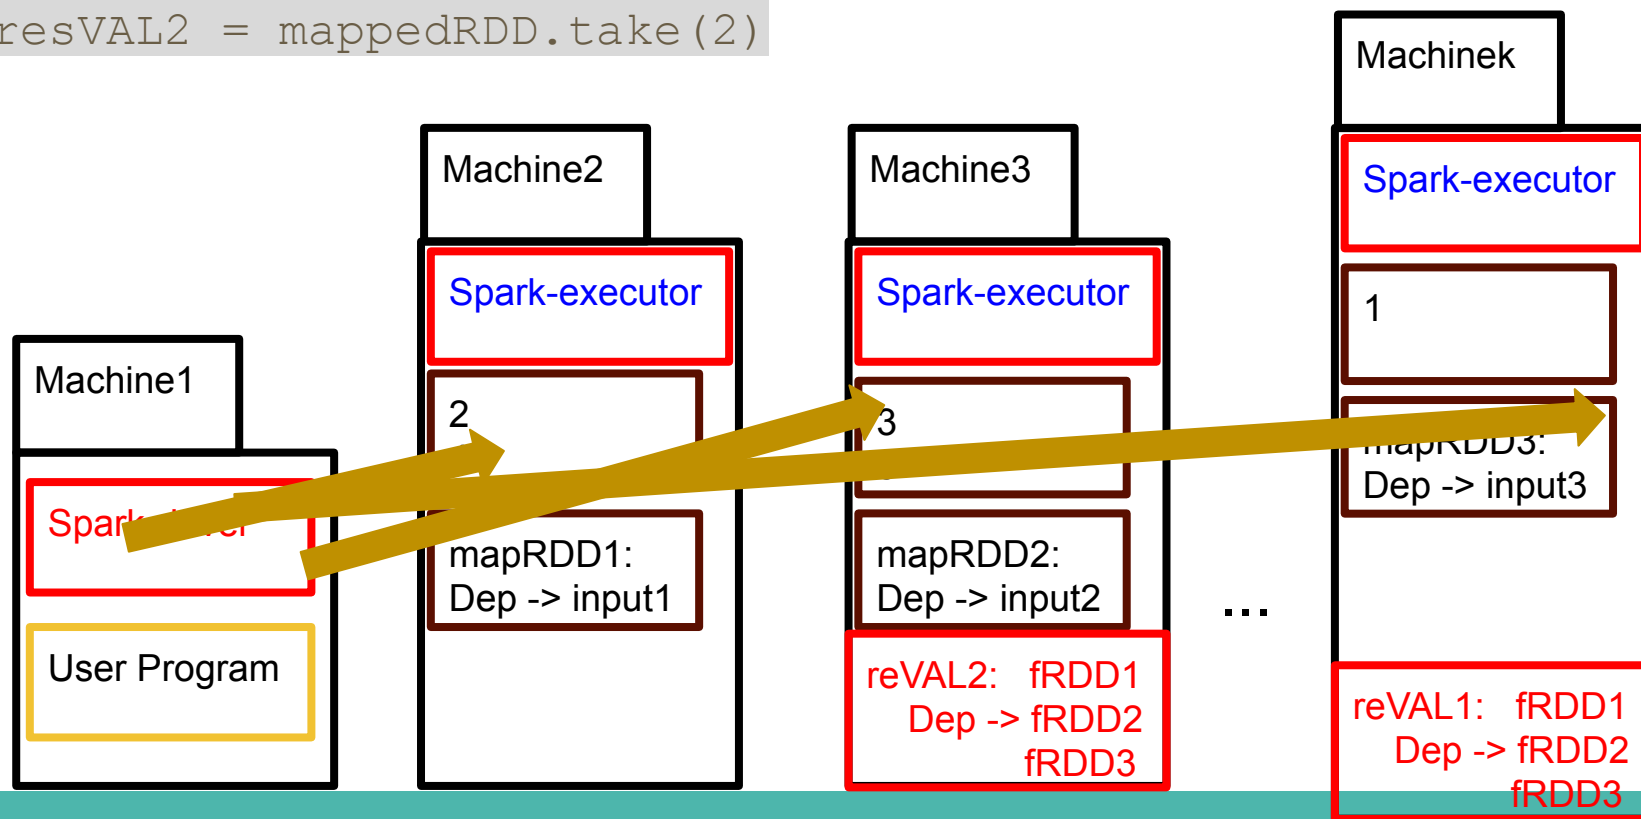 resVAL2 = mappedRDD.take(2)
Machine1
User Program
Machine2
Spark-executor
2
mapRDD1:
Dep -> input1
Machine3
Spark-executor
3
mapRDD2:
Dep -> input2
reVAL2: fRDD1
Dep -> fRDD2
fRDD3
...
Machinek
Spark-executor
1
mapRDD3:
Dep -> input3
reVAL1: fRDD1
Dep -> fRDD2
fRDD3